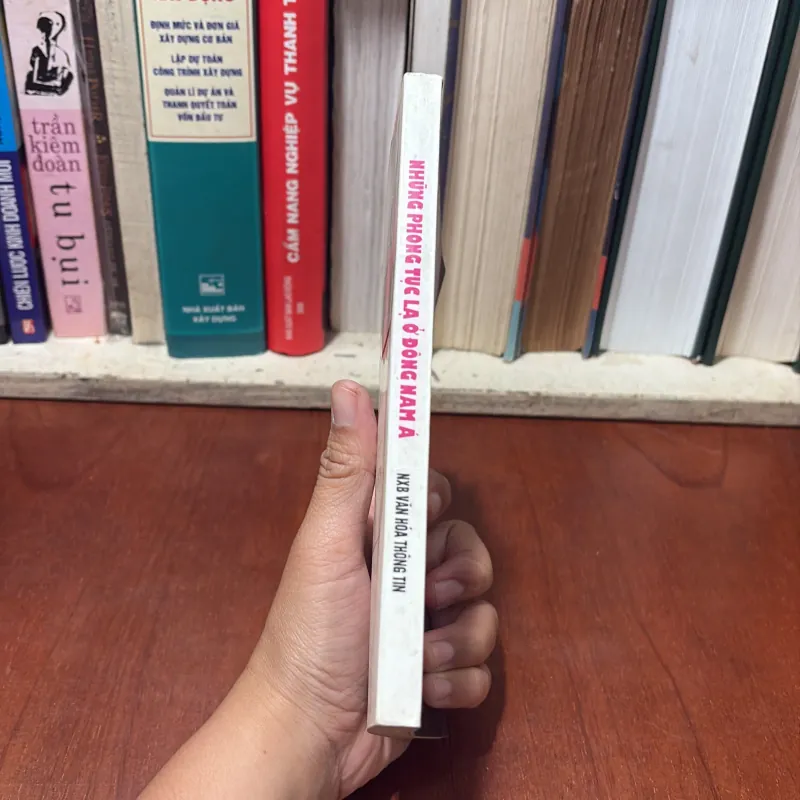 NHỮNG PHONG TỤC LẠ Ở ĐÔNG NAM Á
NXB VĂN HÓA THÔNG TIN
CHIẾN LƯỢC KINH DOANH MỚI
trần
kiêm
đoàn
tu bụi
ĐỊNH MỨC VÀ ĐƠN GIÁ
XÂY DỰNG CƠ BẢN
LẬP DỰ TOÁN
CÔNG TRÌNH XÂY DỰNG
QUẢN LÍ DỰ ÁN VÀ
THANH QUYẾT TOÁN
VỐN ĐẦU TƯ
NHÀ XUẤT BẢN
XÂY DỰNG
CẨM NANG NGHIỆP VỤ THANH T